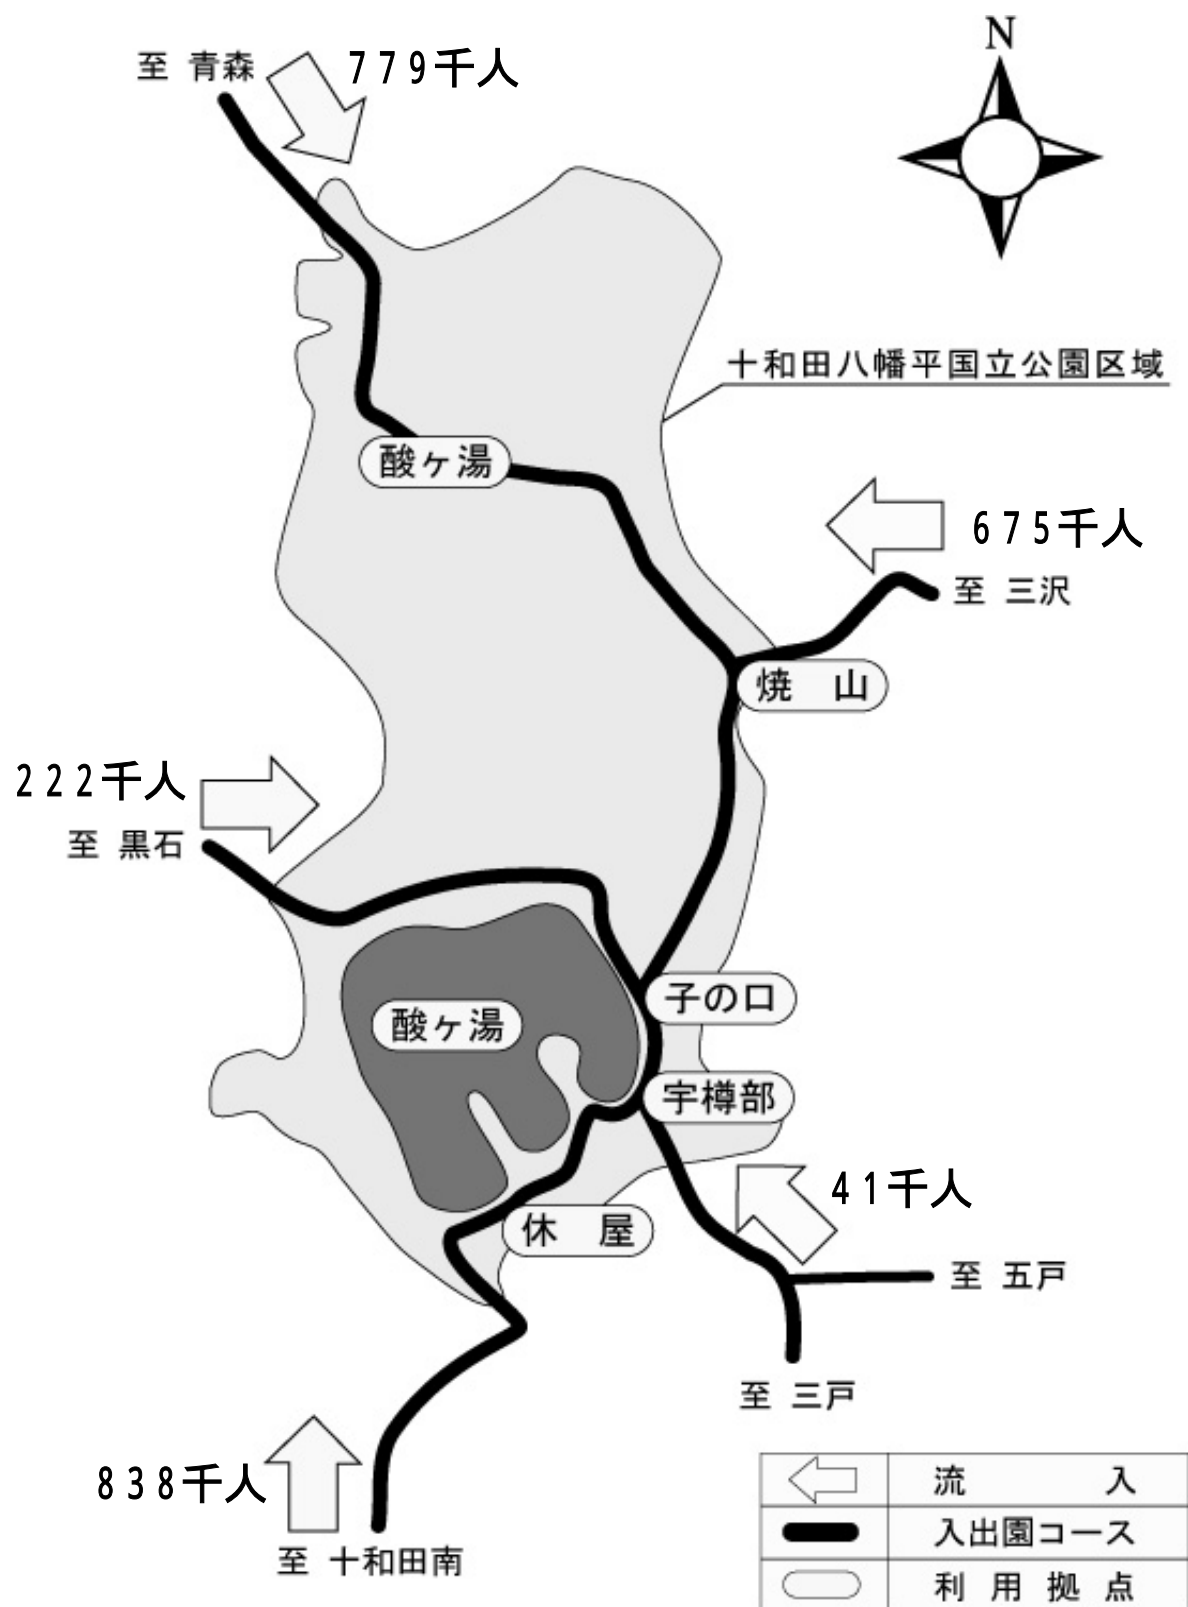 N
至 青森
779千人
十和田八幡平国立公園区域
酸ヶ湯
675千人
至 三沢
焼 山
222千人
至 黒石
子の口
酸ヶ湯
宇樽部
41千人
休 屋
至 五戸
至 三戸
838千人
至 十和田南
流 入
入出園コース
利 用 拠 点